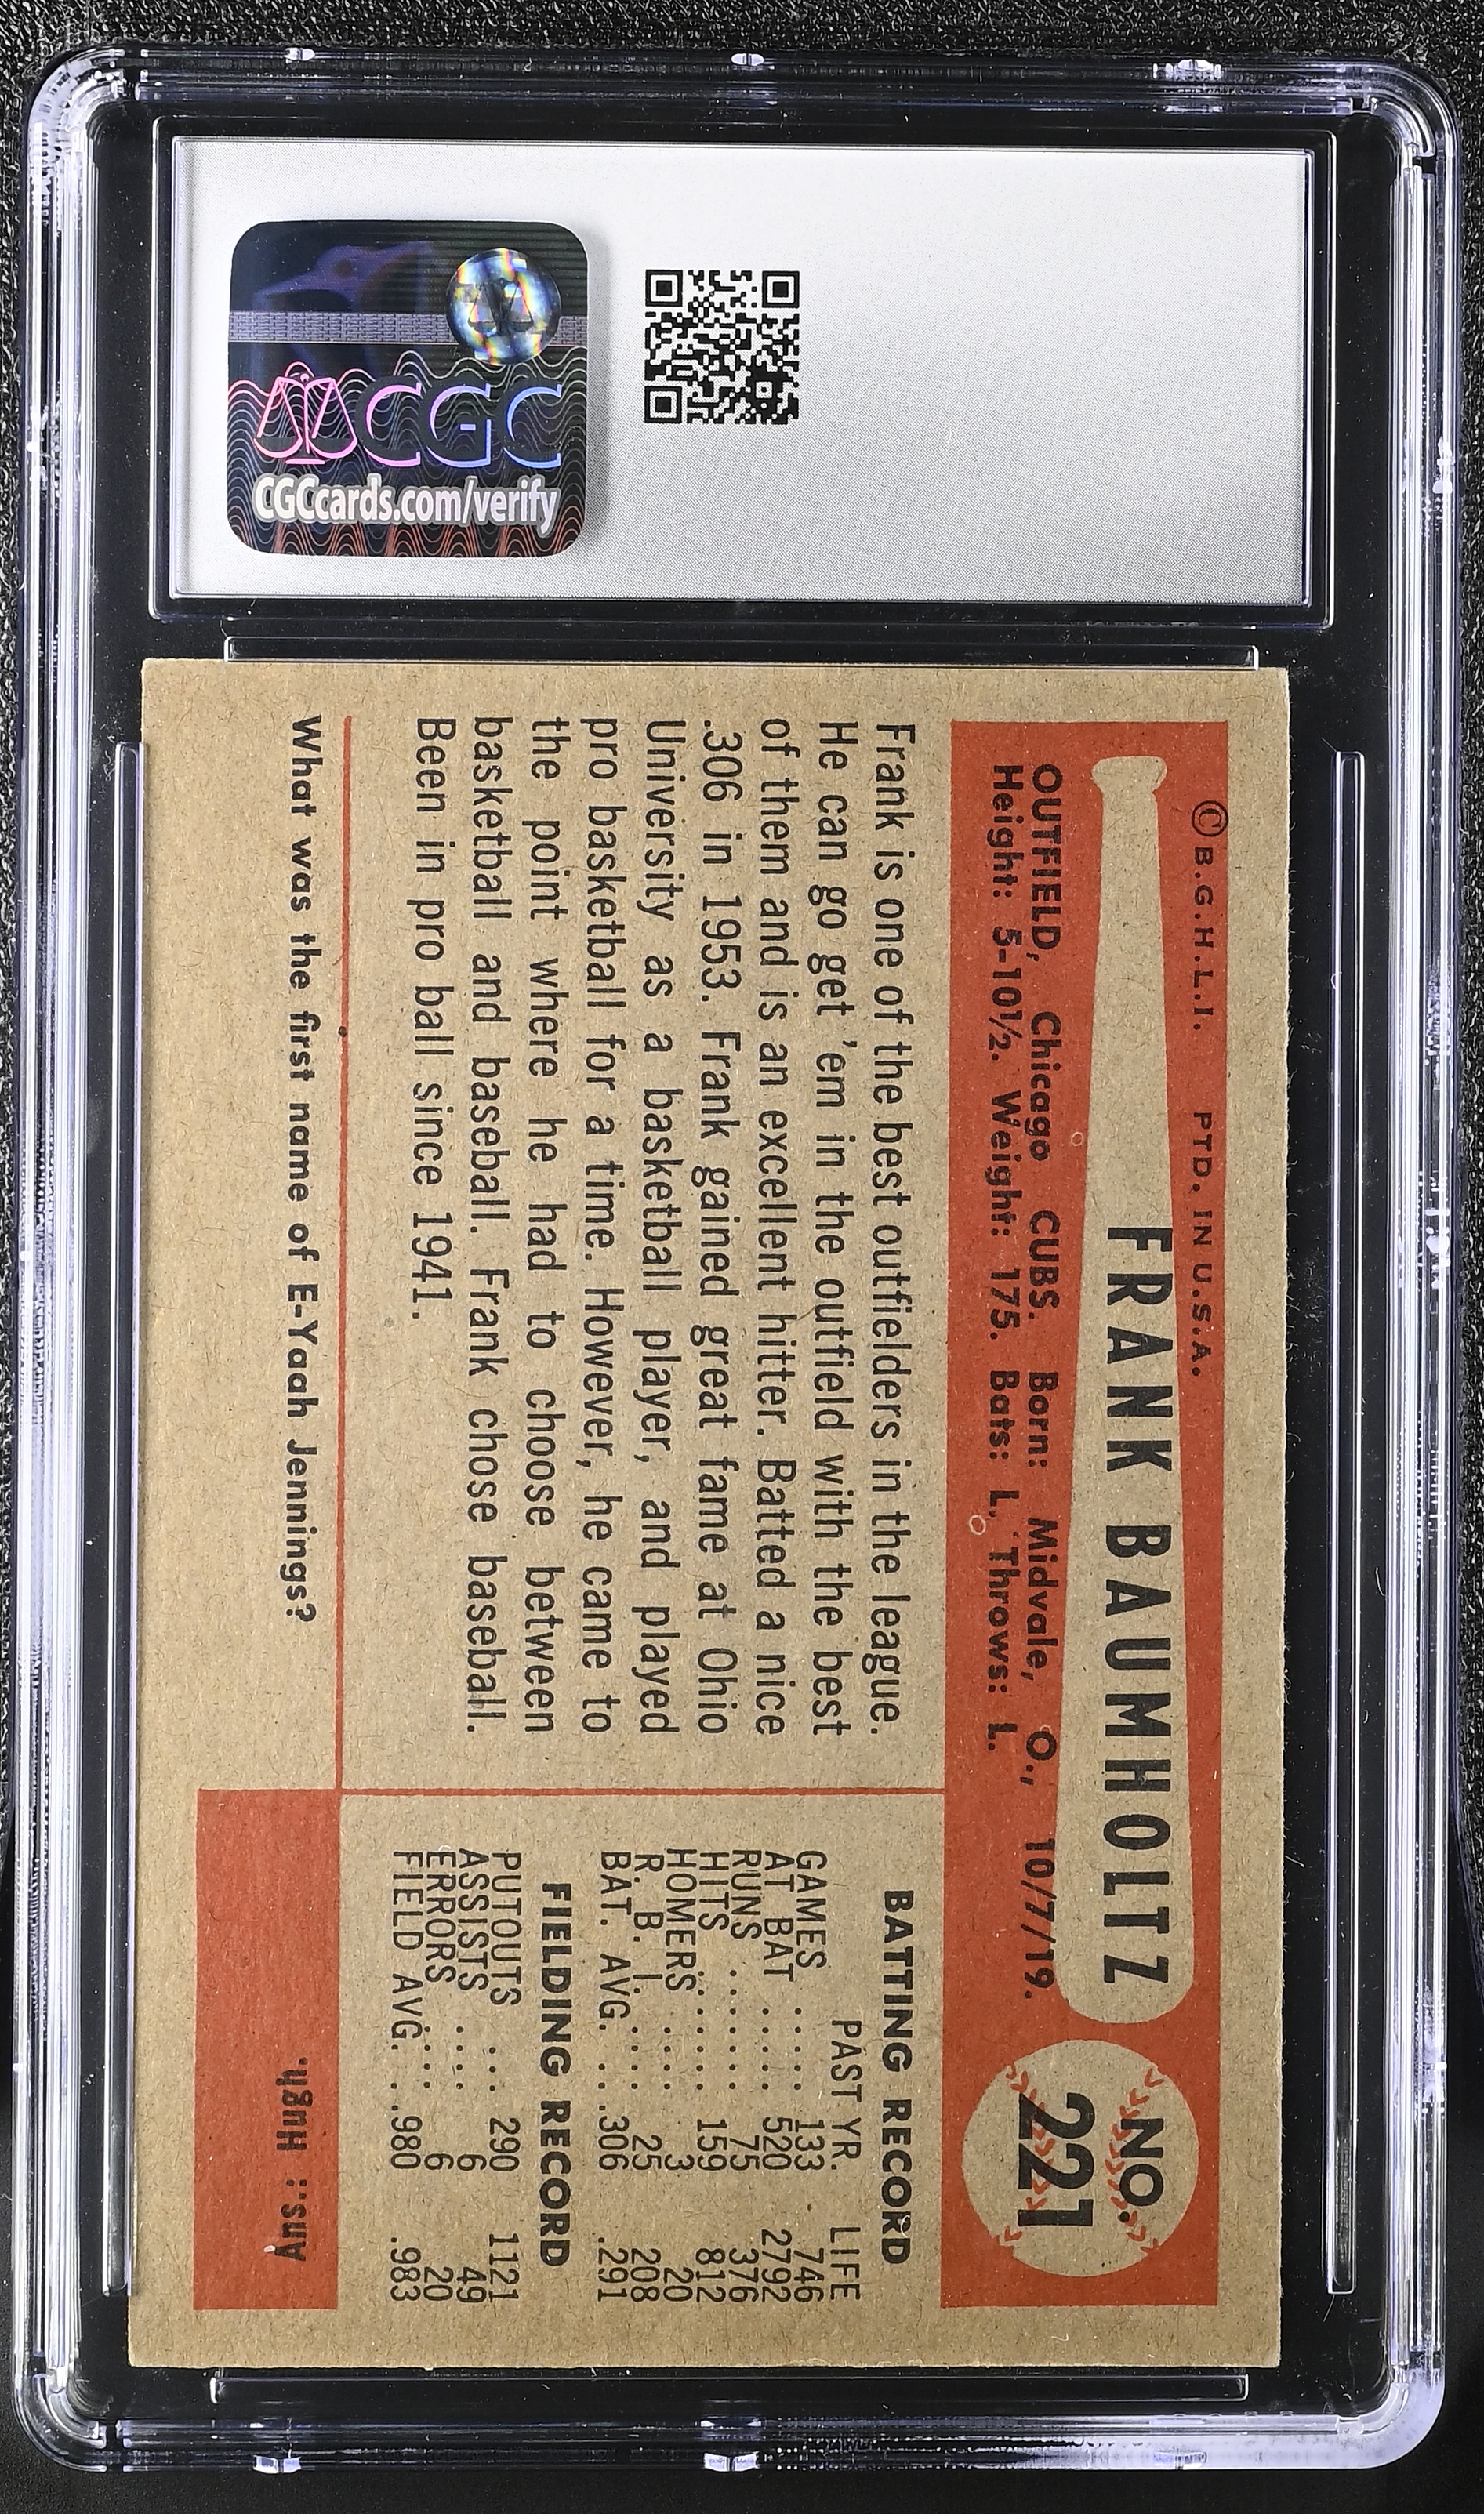 CGC
CGCcards.com/verify
© B.G.H.L.I. PTD. IN U.S.A.
FRANK BAUMHOLTZ
NO.
221
OUTFIELD, Chicago CUBS. Born: Midvale, O., 10/7/19.
Height: 5-10½. Weight: 175. Bats: L. Throws: L.
Frank is one of the best outfielders in the league.
He can go get 'em in the outfield with the best
of them and is an excellent hitter. Batted a nice
.306 in 1953. Frank gained great fame at Ohio
University as a basketball player, and played
pro basketball for a time. However, he came to
the point where he had to choose between
basketball and baseball. Frank chose baseball.
Been in pro ball since 1941.
BATTING RECORD
PAST YR. LIFE
GAMES ..... 133 746
AT BAT ..... 520 2792
RUNS ....... 75 376
HITS ....... 159 812
HOMERS .... 3 20
R. B. I. .... 25 208
BAT. AVG. .. .306 .291
FIELDING RECORD
PUTOUTS ... 290 1121
ASSISTS .... 6 49
ERRORS .... 6 20
FIELD AVG. . .980 .983
What was the first name of E-Yaah Jennings?
Ans.: Hugh.